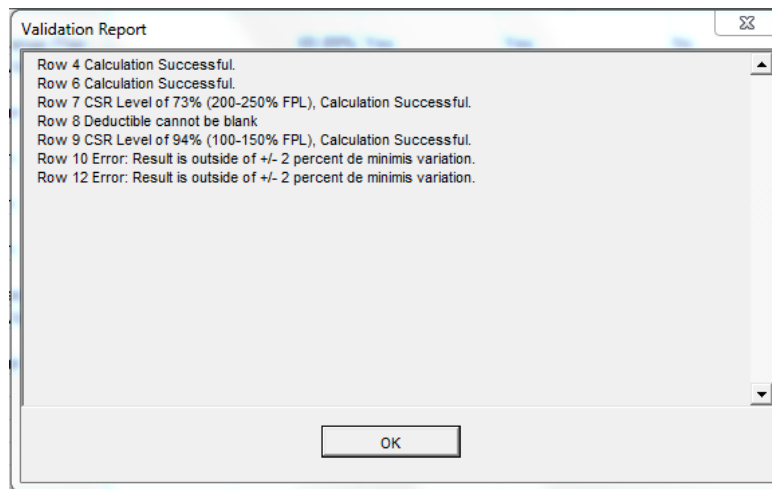 Validation Report
Row 4 Calculation Successful.
Row 6 Calculation Successful.
Row 7 CSR Level of 73% (200-250% FPL), Calculation Successful.
Row 8 Deductible cannot be blank
Row 9 CSR Level of 94% (100-150% FPL), Calculation Successful.
Row 10 Error: Result is outside of +/- 2 percent de minimis variation.
Row 12 Error: Result is outside of +/- 2 percent de minimis variation.
OK